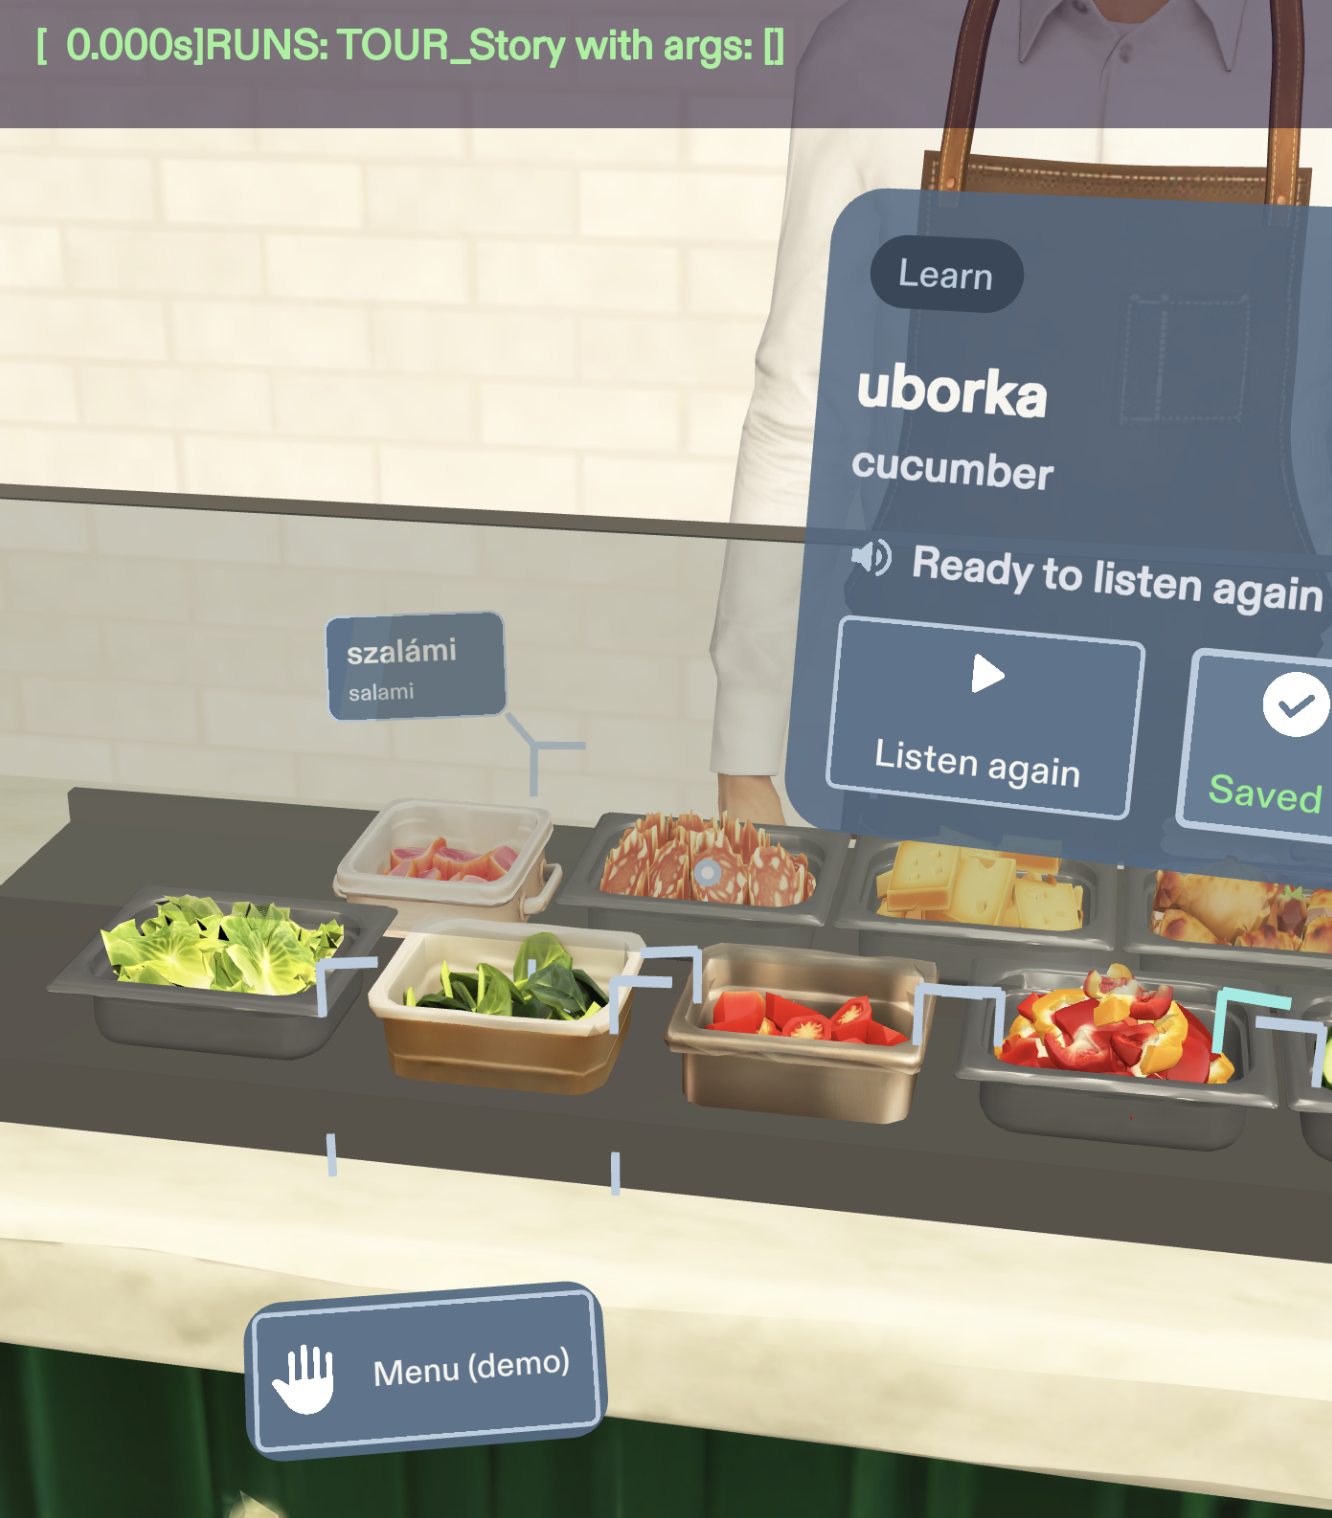 [  0.000s]RUNS: TOUR_Story with args: []
Learn
uborka
cucumber
Ready to listen again
Listen again
Saved
szalámi
salami
Menu (demo)